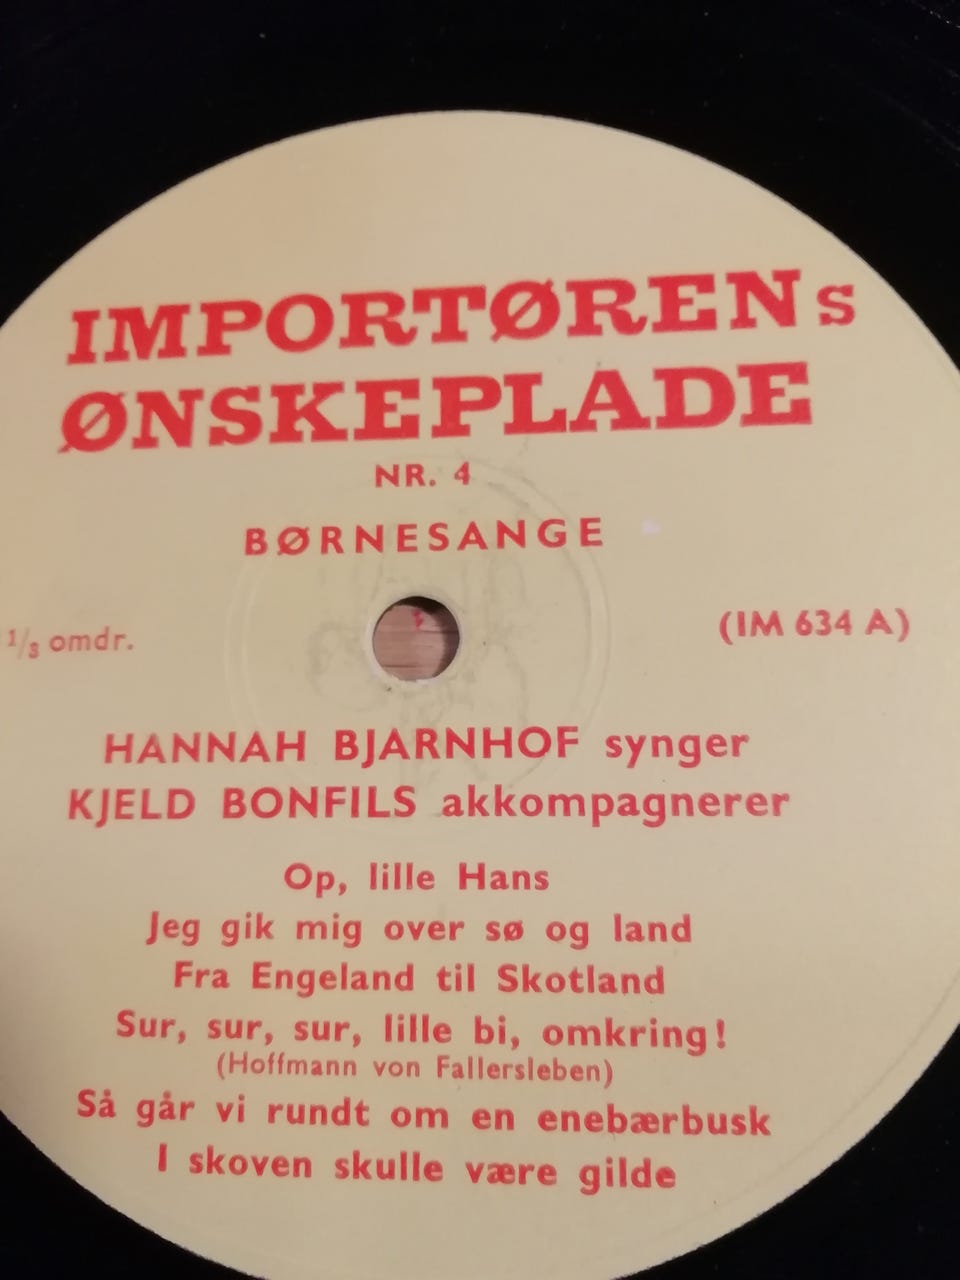 IMPORTØRENs
ØNSKEPLADE
NR. 4
BØRNESANGE
1/3 omdr.
(IM 634 A)
HANNAH BJARNHOF synger
KJELD BONFILS akkompagnerer
Op, lille Hans
Jeg gik mig over sø og land
Fra Engeland til Skotland
Sur, sur, sur, lille bi, omkring!
(Hoffmann von Fallersleben)
Så går vi rundt om en enebærbusk
I skoven skulle være gilde